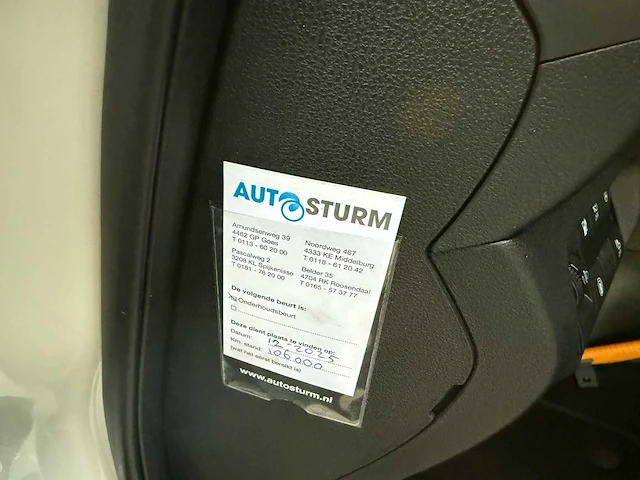 AUTO STURM
Amundsenweg 39
4462 GP Goes
T 0113 - 60 20 00
Noordweg 467
4333 KE Middelburg
T 0118 - 61 20 42
Pascalweg 2
3208 KL Spijkenisse
T 0181 - 78 20 00
Belder 35
4704 RK Roosendaal
T 0165 - 57 37 77
De volgende beurt is:
Onderhoudsbeurt
Deze dient plaats te vinden op:
Datum: 12-2025
Km. stand: 106000
(wat het eerst bereikt is)
www.autosturm.nl